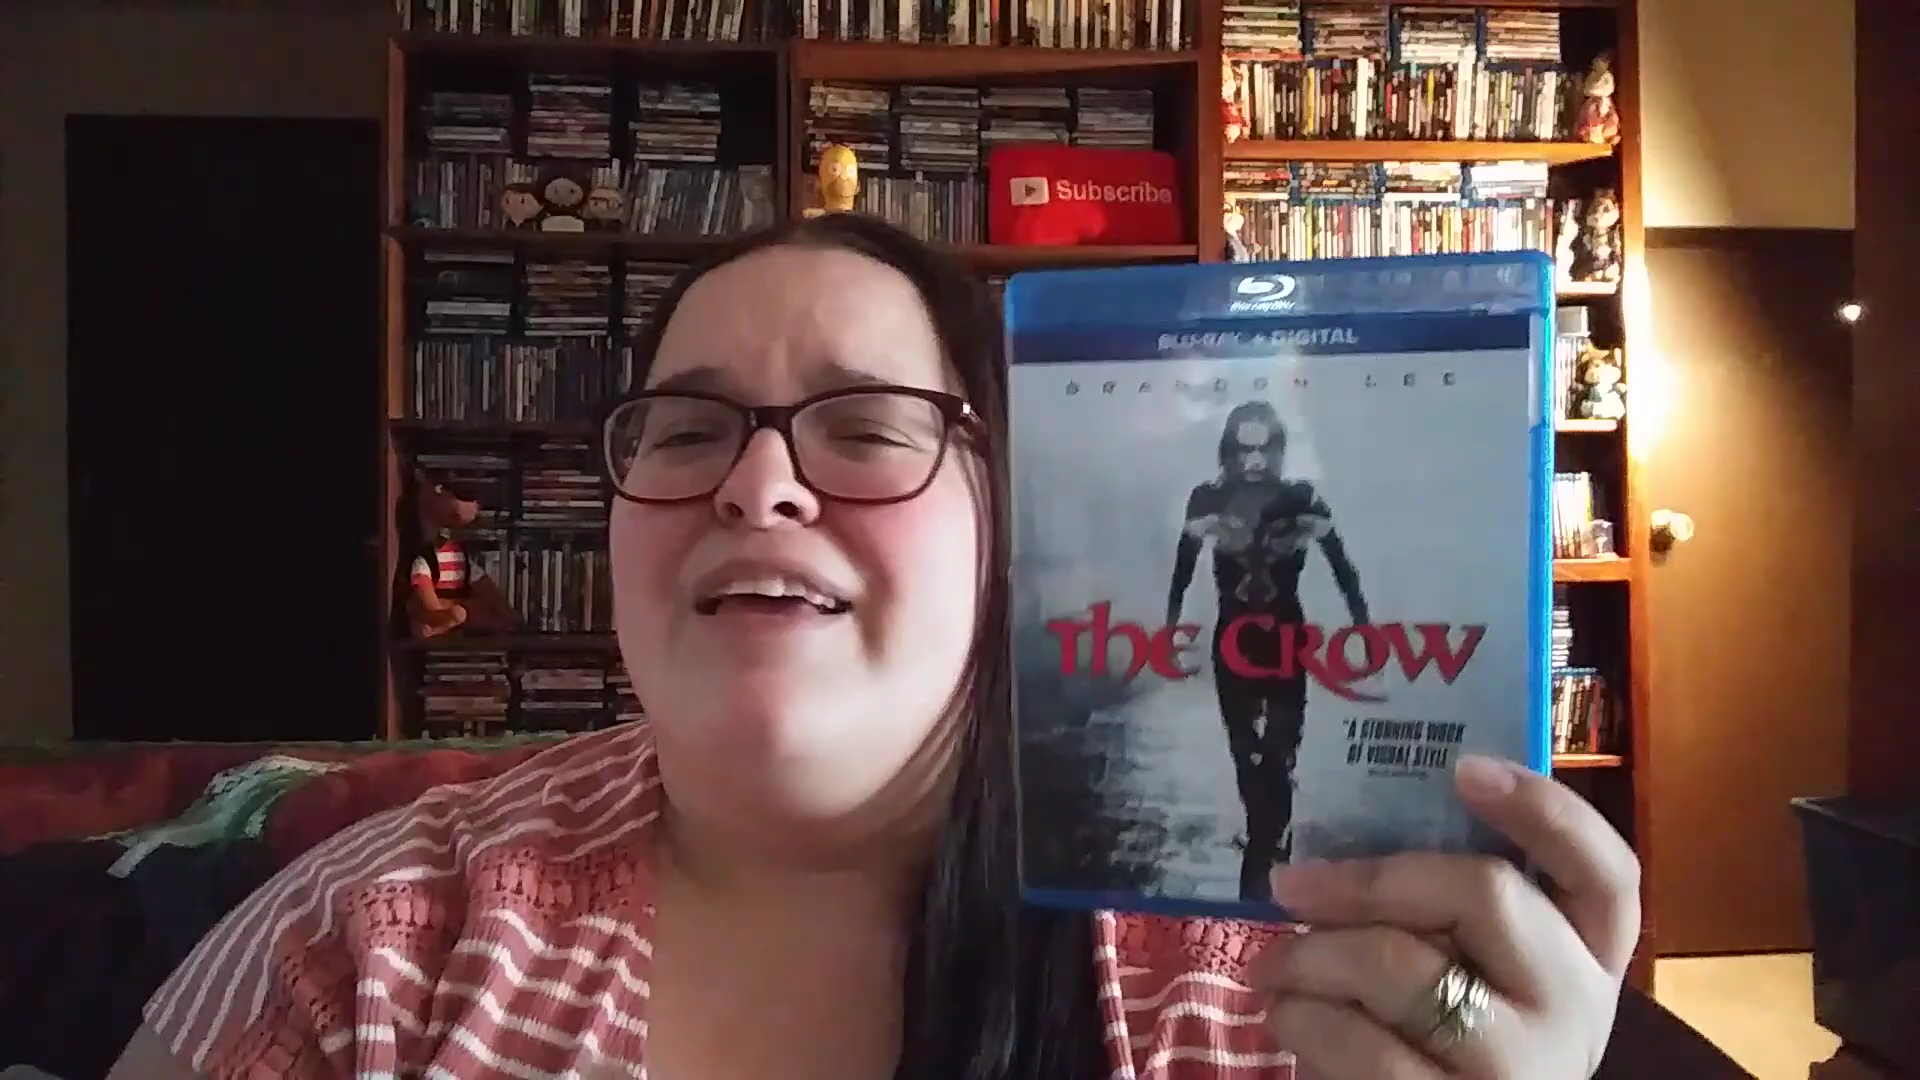 Subscribe
Blu-ray Disc
BLU-RAY + DIGITAL
BRANDON LEE
THE CROW
"A STUNNING WORK
OF VISUAL STYLE